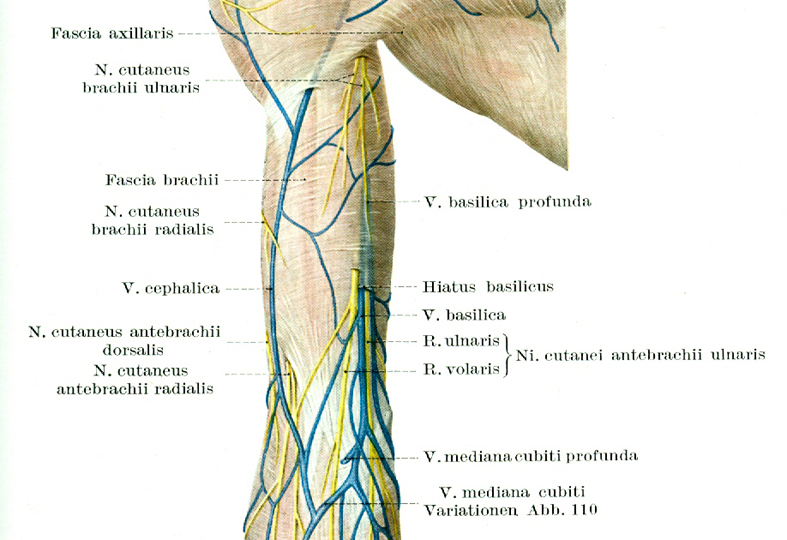 Fascia axillaris
N. cutaneus
brachii ulnaris
Fascia brachii
N. cutaneus
brachii radialis
V. cephalica
N. cutaneus antebrachii
dorsalis
N. cutaneus
antebrachii radialis
V. basilica profunda
Hiatus basilicus
V. basilica
R. ulnaris
R. volaris
Ni. cutanei antebrachii ulnaris
V. mediana cubiti profunda
V. mediana cubiti
Variationen Abb. 110